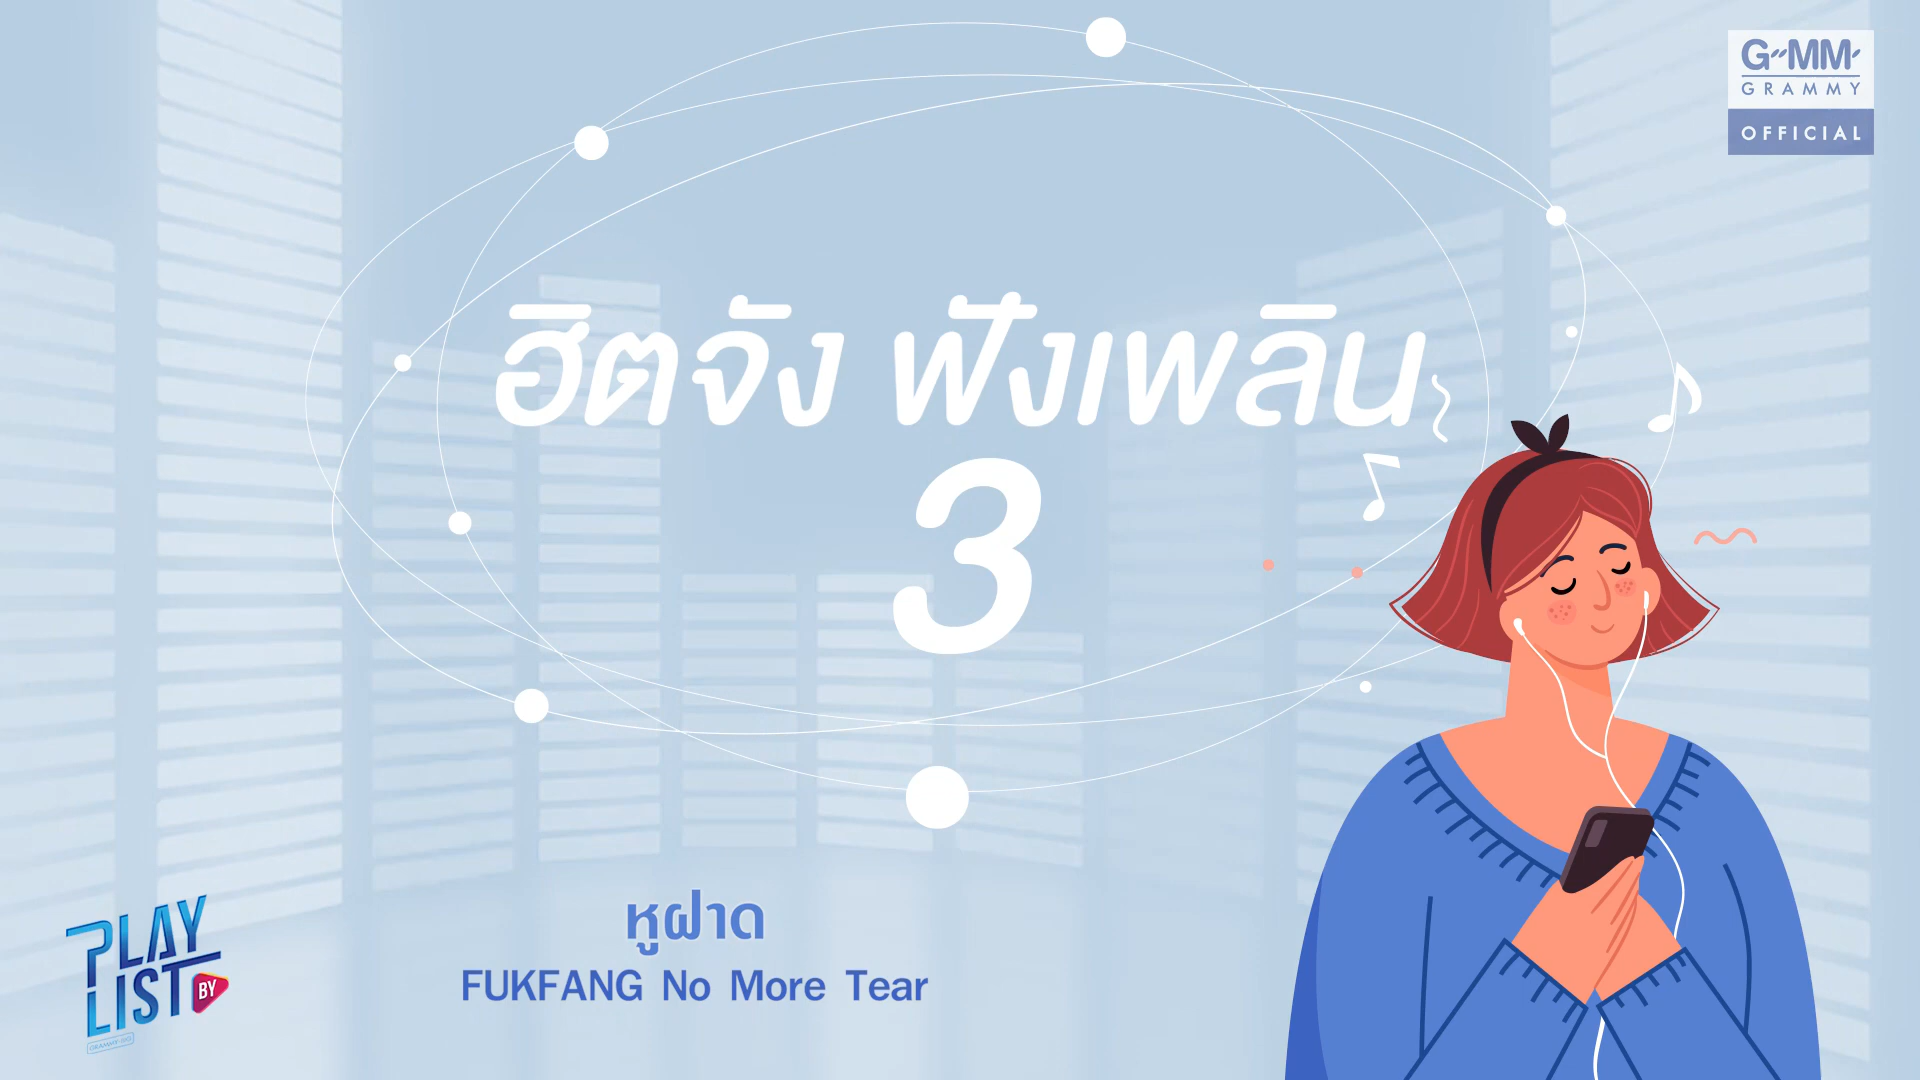 G-MM-
GRAMMY
OFFICIAL
ฮิตจัง ฟังเพลิน
3
หูฝาด
FUKFANG No More Tear
PLAY
LIST BY